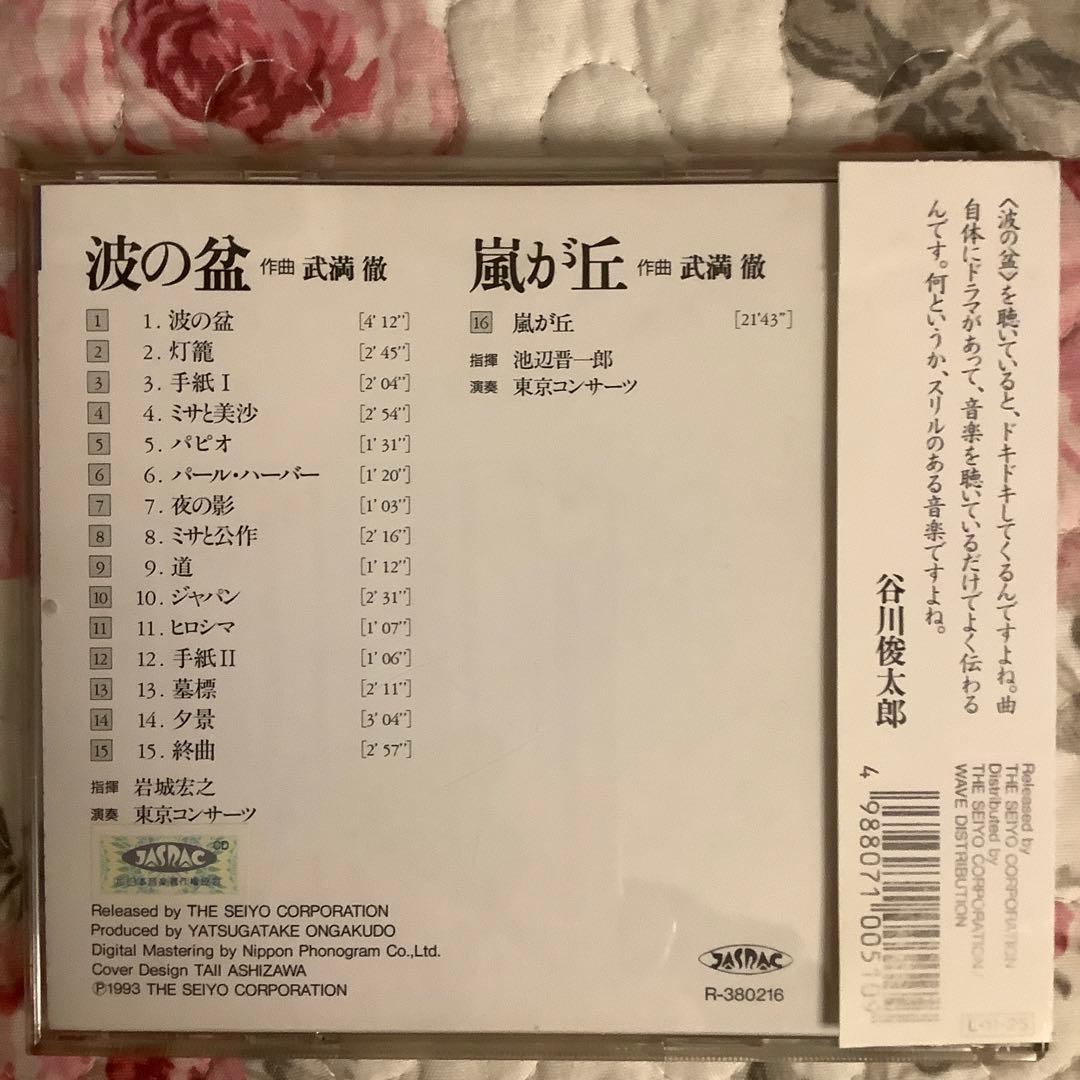 波の盆 作曲 武満 徹
1 1. 波の盆 [4' 12"]
2 2. 灯籠 [2' 45"]
3 3. 手紙 I [2' 04"]
4 4. ミサと美沙 [2' 54"]
5 5. パピオ [1' 31"]
6 6. パール・ハーバー [1' 20"]
7 7. 夜の影 [1' 03"]
8 8. ミサと公作 [2' 16"]
9 9. 道 [1' 12"]
10 10. ジャパン [2' 31"]
11 11. ヒロシマ [1' 07"]
12 12. 手紙 II [1' 06"]
13 13. 墓標 [2' 11"]
14 14. 夕景 [3' 04"]
15 15. 終曲 [2' 57"]
指揮 岩城宏之
演奏 東京コンサーツ
JASRAC CD
Released by THE SEIYO CORPORATION
Produced by YATSUGATAKE ONGAKUDO
Digital Mastering by Nippon Phonogram Co.,Ltd.
Cover Design TAII ASHIZAWA
Ⓟ1993 THE SEIYO CORPORATION
嵐が丘 作曲 武満 徹
16 嵐が丘 [21'43"]
指揮 池辺晋一郎
演奏 東京コンサーツ
JASRAC
R-380216
〈波の盆〉を聴いていると、ドキドキしてくるんですよね。曲
自体にドラマがあって、音楽を聴いているだけでよく伝わる
んです。何というか、スリルのある音楽ですよね。
谷川俊太郎
Released by
THE SEIYO CORPORATION
Distributed by
THE SEIYO CORPORATION/
WAVE DISTRIBUTION
4 988071 005109